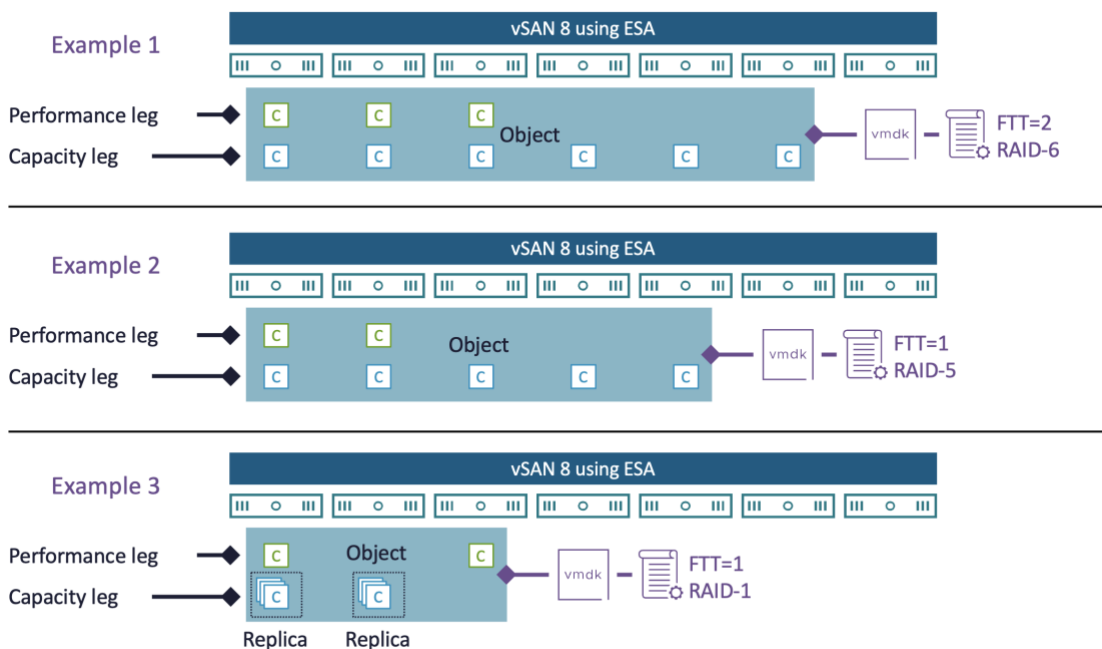 Example 1
vSAN 8 using ESA
Performance leg
C C C
Object
Capacity leg
C C C C C C
vmdk
FTT=2
RAID-6
Example 2
vSAN 8 using ESA
Performance leg
C C
Object
Capacity leg
C C C C C
vmdk
FTT=1
RAID-5
Example 3
vSAN 8 using ESA
Performance leg
C Object C
Capacity leg
C C
vmdk
FTT=1
RAID-1
Replica Replica